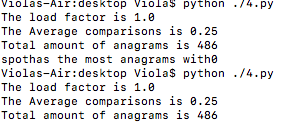 Violas-Air:desktop Viola$ python ./4.py
The load factor is 1.0
The Average comparisons is 0.25
Total amount of anagrams is 486
spothas the most anagrams with0
Violas-Air:desktop Viola$ python ./4.py
The load factor is 1.0
The Average comparisons is 0.25
Total amount of anagrams is 486